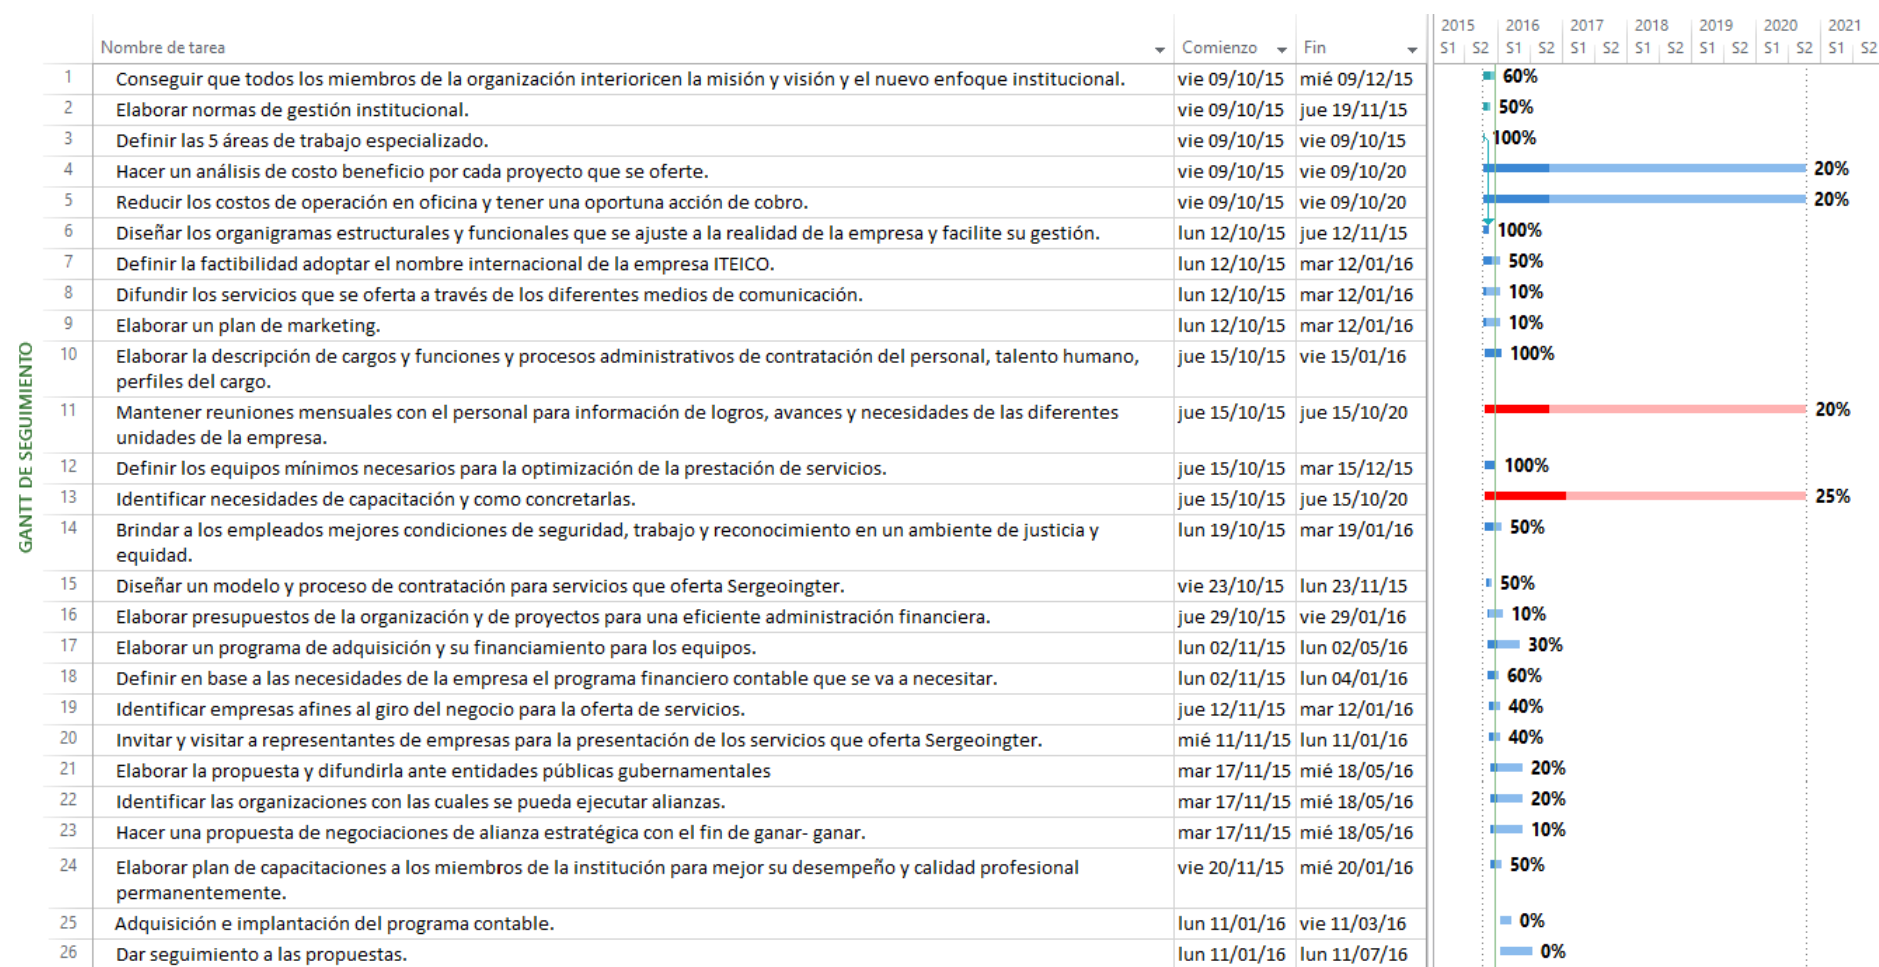 GANTT DE SEGUIMIENTO
2015 2016 2017 2018 2019 2020 2021
Nombre de tarea Comienzo Fin S1 S2 S1 S2 S1 S2 S1 S2 S1 S2 S1 S2 S1 S2
1 Conseguir que todos los miembros de la organización interioricen la misión y visión y el nuevo enfoque institucional. vie 09/10/15 mié 09/12/15 60%
2 Elaborar normas de gestión institucional. vie 09/10/15 jue 19/11/15 50%
3 Definir las 5 áreas de trabajo especializado. vie 09/10/15 vie 09/10/15 100%
4 Hacer un análisis de costo beneficio por cada proyecto que se oferte. vie 09/10/15 vie 09/10/20 20%
5 Reducir los costos de operación en oficina y tener una oportuna acción de cobro. vie 09/10/15 vie 09/10/20 20%
6 Diseñar los organigramas estructurales y funcionales que se ajuste a la realidad de la empresa y facilite su gestión. lun 12/10/15 jue 12/11/15 100%
7 Definir la factibilidad adoptar el nombre internacional de la empresa ITEICO. lun 12/10/15 mar 12/01/16 50%
8 Difundir los servicios que se oferta a través de los diferentes medios de comunicación. lun 12/10/15 mar 12/01/16 10%
9 Elaborar un plan de marketing. lun 12/10/15 mar 12/01/16 10%
10 Elaborar la descripción de cargos y funciones y procesos administrativos de contratación del personal, talento humano, jue 15/10/15 vie 15/01/16 100%
perfiles del cargo.
11 Mantener reuniones mensuales con el personal para información de logros, avances y necesidades de las diferentes jue 15/10/15 jue 15/10/20 20%
unidades de la empresa.
12 Definir los equipos mínimos necesarios para la optimización de la prestación de servicios. jue 15/10/15 mar 15/12/15 100%
13 Identificar necesidades de capacitación y como concretarlas. jue 15/10/15 jue 15/10/20 25%
14 Brindar a los empleados mejores condiciones de seguridad, trabajo y reconocimiento en un ambiente de justicia y lun 19/10/15 mar 19/01/16 50%
equidad.
15 Diseñar un modelo y proceso de contratación para servicios que oferta Sergeoingter. vie 23/10/15 lun 23/11/15 50%
16 Elaborar presupuestos de la organización y de proyectos para una eficiente administración financiera. jue 29/10/15 vie 29/01/16 10%
17 Elaborar un programa de adquisición y su financiamiento para los equipos. lun 02/11/15 lun 02/05/16 30%
18 Definir en base a las necesidades de la empresa el programa financiero contable que se va a necesitar. lun 02/11/15 lun 04/01/16 60%
19 Identificar empresas afines al giro del negocio para la oferta de servicios. jue 12/11/15 mar 12/01/16 40%
20 Invitar y visitar a representantes de empresas para la presentación de los servicios que oferta Sergeoingter. mié 11/11/15 lun 11/01/16 40%
21 Elaborar la propuesta y difundirla ante entidades públicas gubernamentales mar 17/11/15 mié 18/05/16 20%
22 Identificar las organizaciones con las cuales se pueda ejecutar alianzas. mar 17/11/15 mié 18/05/16 20%
23 Hacer una propuesta de negociaciones de alianza estratégica con el fin de ganar- ganar. mar 17/11/15 mié 18/05/16 10%
24 Elaborar plan de capacitaciones a los miembros de la institución para mejor su desempeño y calidad profesional vie 20/11/15 mié 20/01/16 50%
permanentemente.
25 Adquisición e implantación del programa contable. lun 11/01/16 vie 11/03/16 0%
26 Dar seguimiento a las propuestas. lun 11/01/16 lun 11/07/16 0%